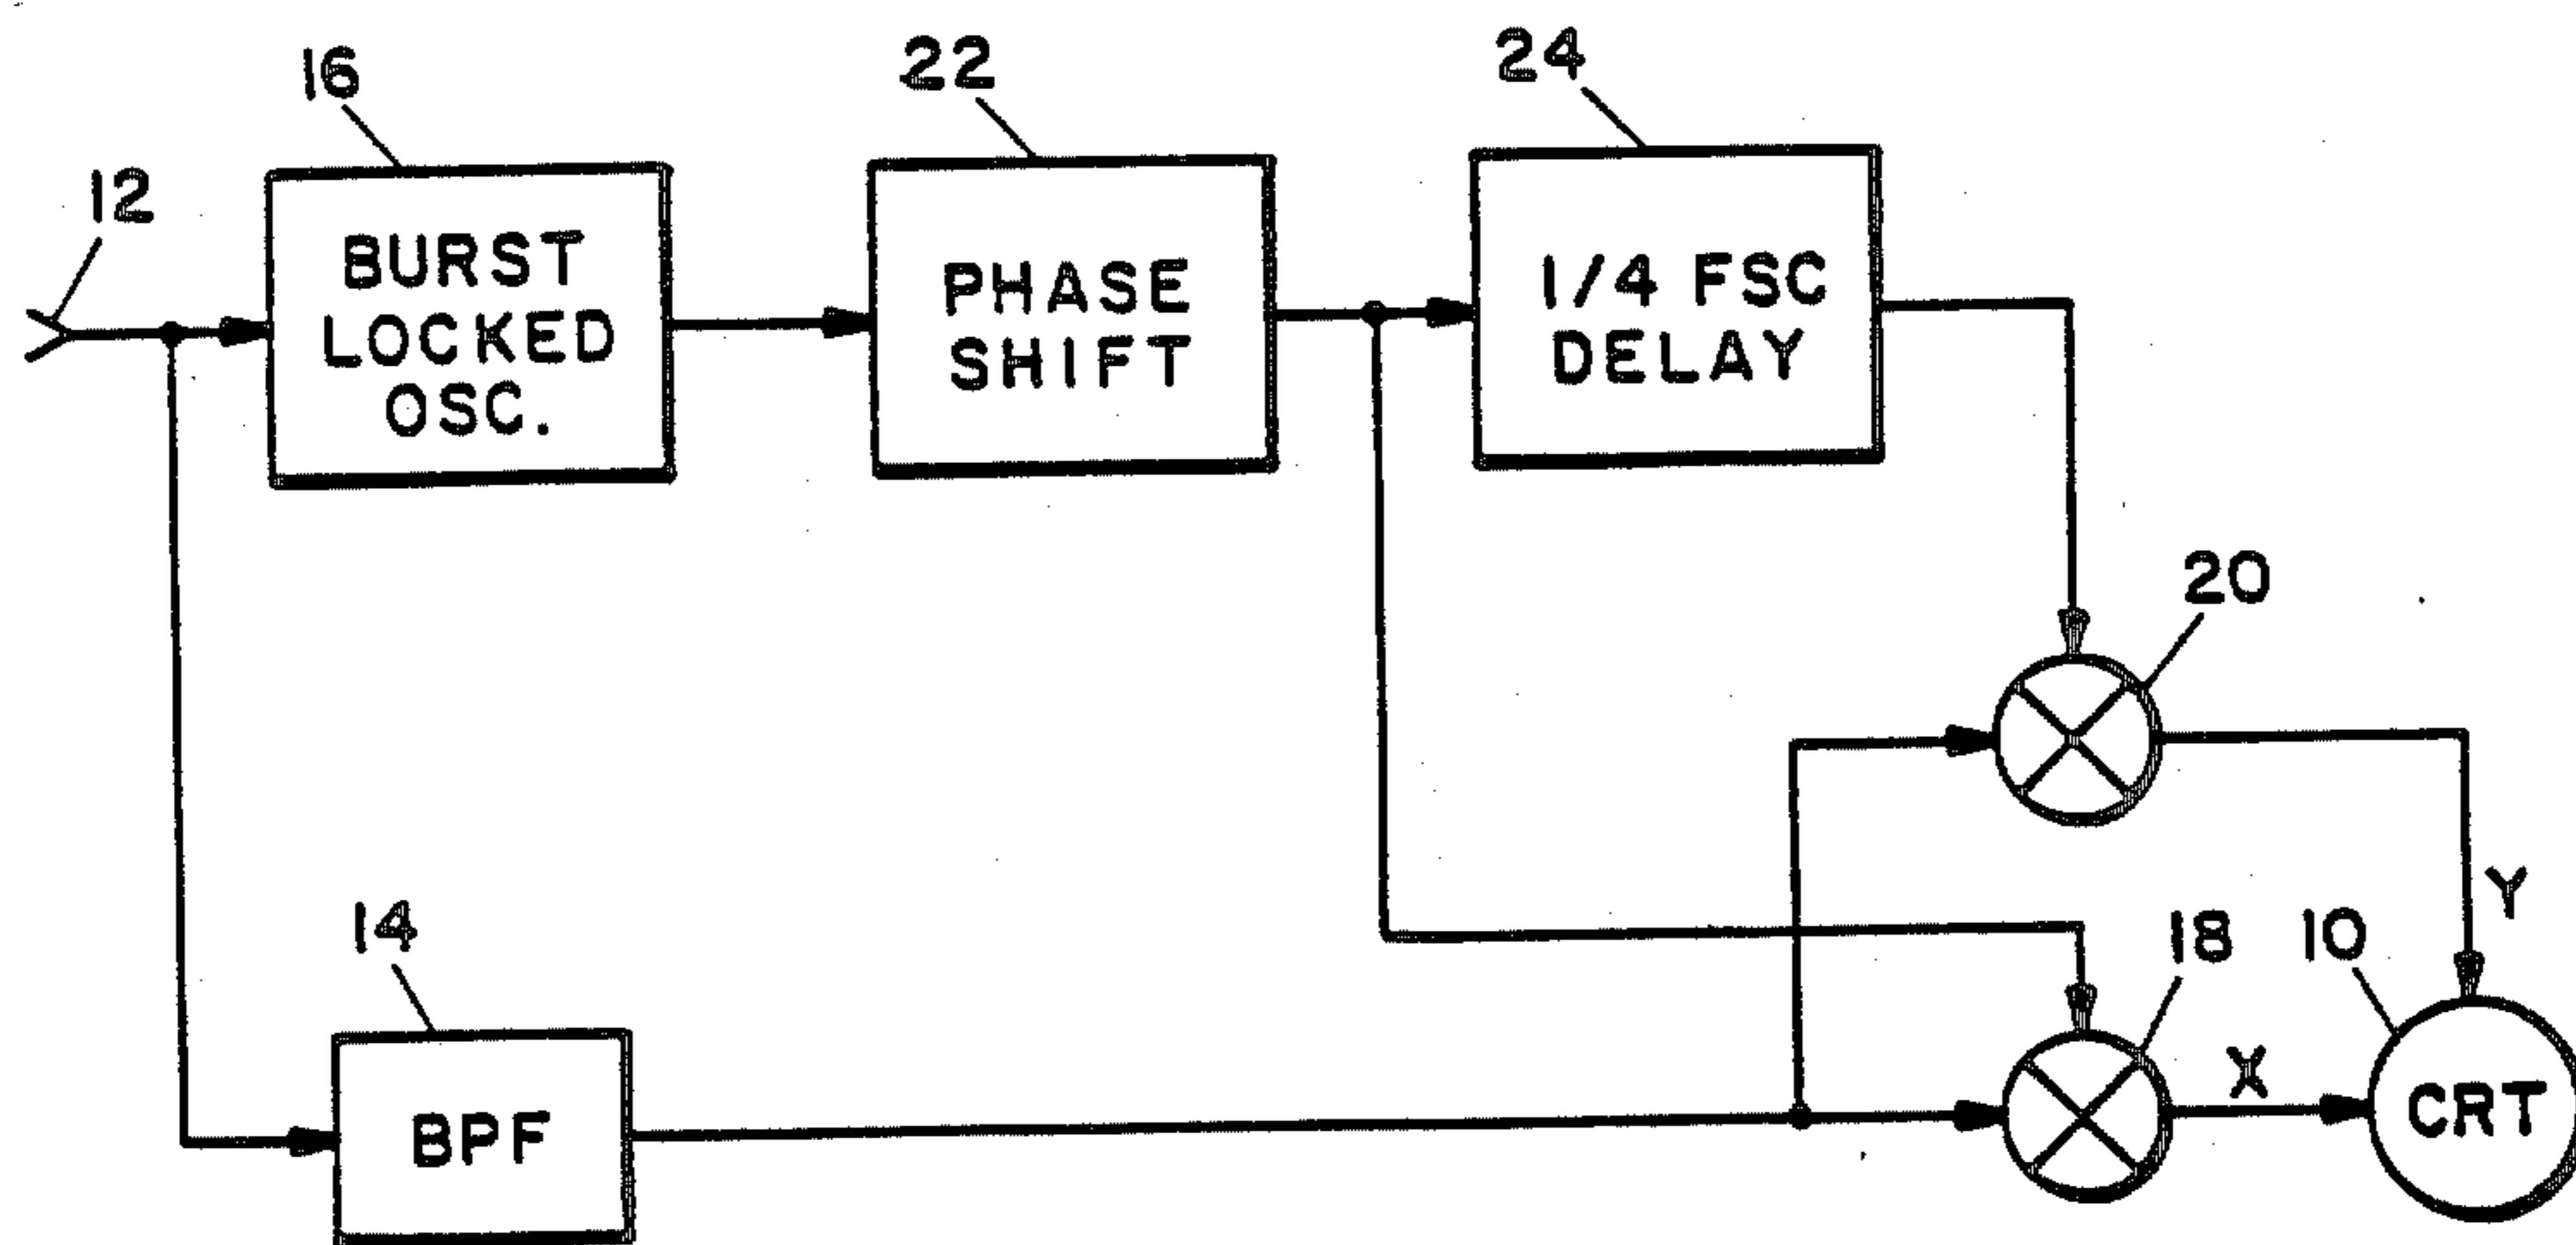 16
22
24
12
BURST
LOCKED
OSC.
PHASE
SHIFT
1/4 FSC
DELAY
20
Y
14
18
10
X
BPF
CRT